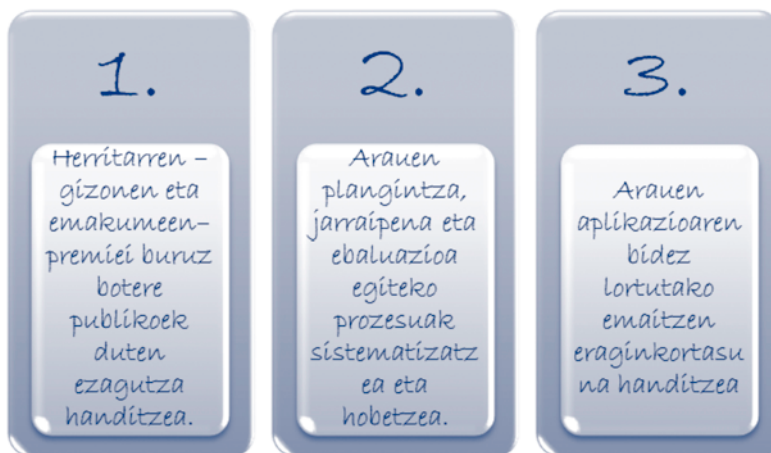 1.
Herritarren –
gizonen eta
emakumeen–
premiei buruz
botere
publikoek
duten
ezagutza
handitzea.
2.
Arauen
plangintza,
jarraipena eta
ebaluazioa
egiteko
prozesuak
sistematizatz
ea eta
hobetzea.
3.
Arauen
aplikazioaren
bidez
lortutako
emaitzen
eraginkortasu
na handitzea